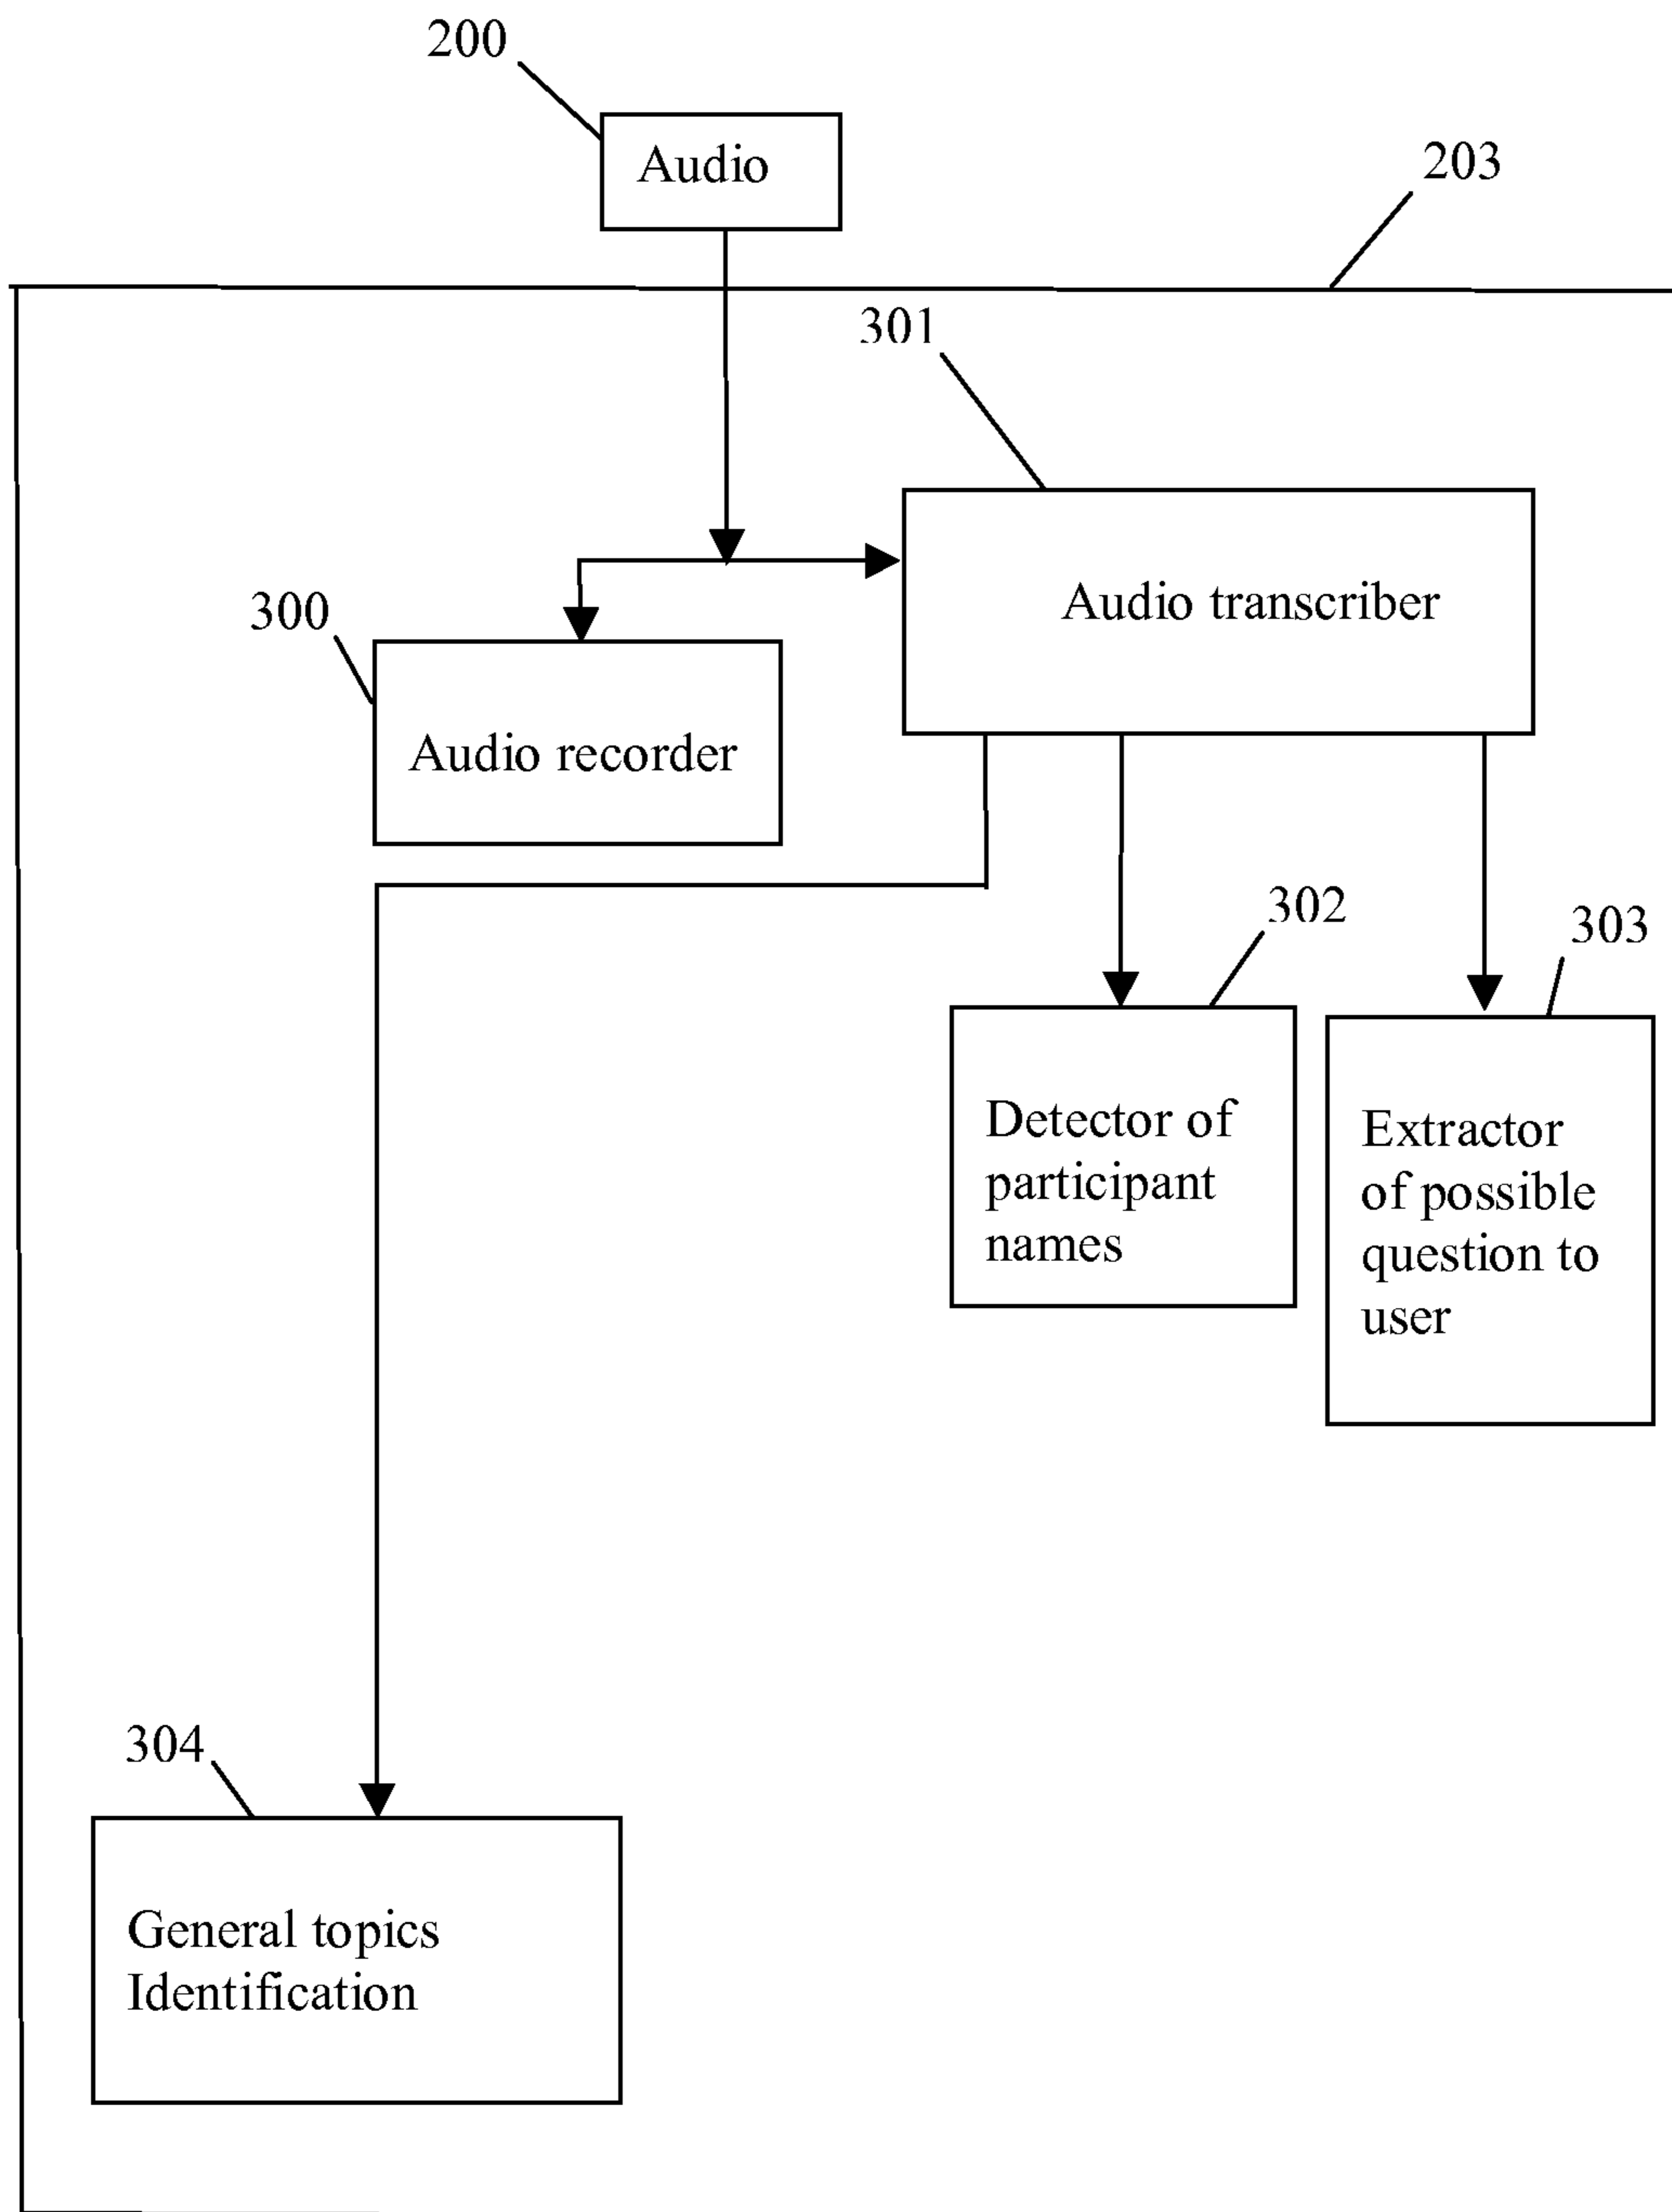 200
Audio
203
301
Audio transcriber
300
Audio recorder
302
303
Detector of
participant
names
Extractor
of possible
question to
user
304
General topics
Identification